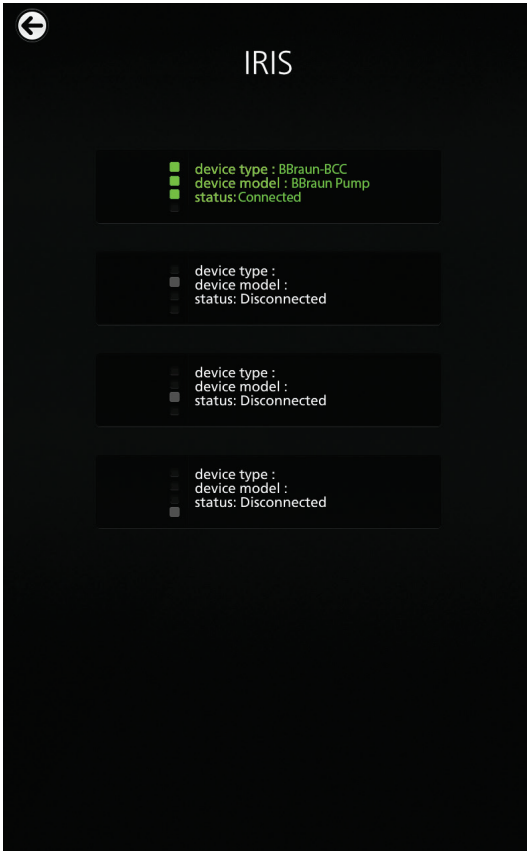 IRIS
device type : BBraun-BCC
device model : BBraun Pump
status:Connected
device type :
device model :
status: Disconnected
device type :
device model :
status: Disconnected
device type :
device model :
status: Disconnected